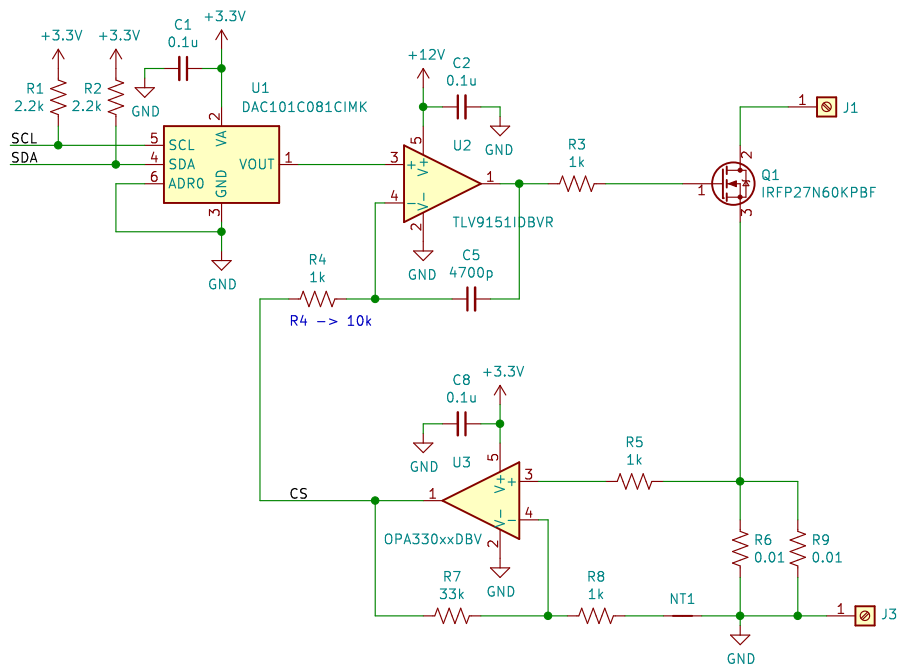 +3.3V
+3.3V
C1
0.1u
+3.3V
R1
2.2k
R2
2.2k
GND
U1
DAC101C081CIMK
+12V
C2
0.1u
GND
1
J1
SCL
SDA
5
SCL
4
SDA
6
ADR0
2
VA
GND
3
VOUT
1
GND
3
+
4
-
5
V+
V-
2
1
U2
TLV9151IDBVR
GND
R3
1k
1
2
3
Q1
IRFP27N60KPBF
C5
4700p
R4
1k
R4 -> 10k
C8
0.1u
+3.3V
GND
U3
5
V+
+
3
V-
-
4
2
1
OPA330xxDBV
GND
CS
R5
1k
R6
0.01
R9
0.01
R7
33k
R8
1k
NT1
1
J3
GND